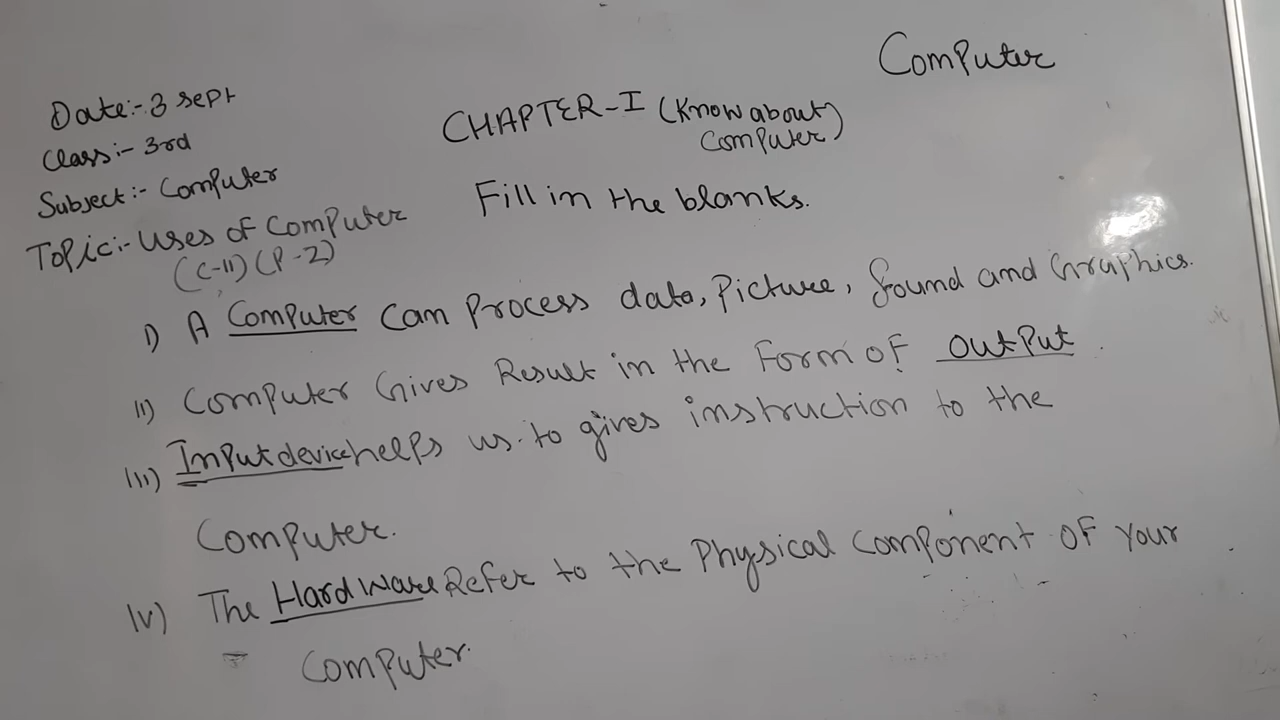 Computer
Date:- 3 Sept
Class:- 3rd
Subject:- Computer
Topic:- Uses of Computer
(C-11) (P-2)
CHAPTER-I (Know about
Computer)
Fill in the blanks.
I) A Computer Can Process data, Picture, Sound and Graphics.
II) Computer Gives Result in the Form of output.
III) Input device helps us to gives instruction to the
Computer.
IV) The Hardware Refer to the Physical Component of Your
Computer.